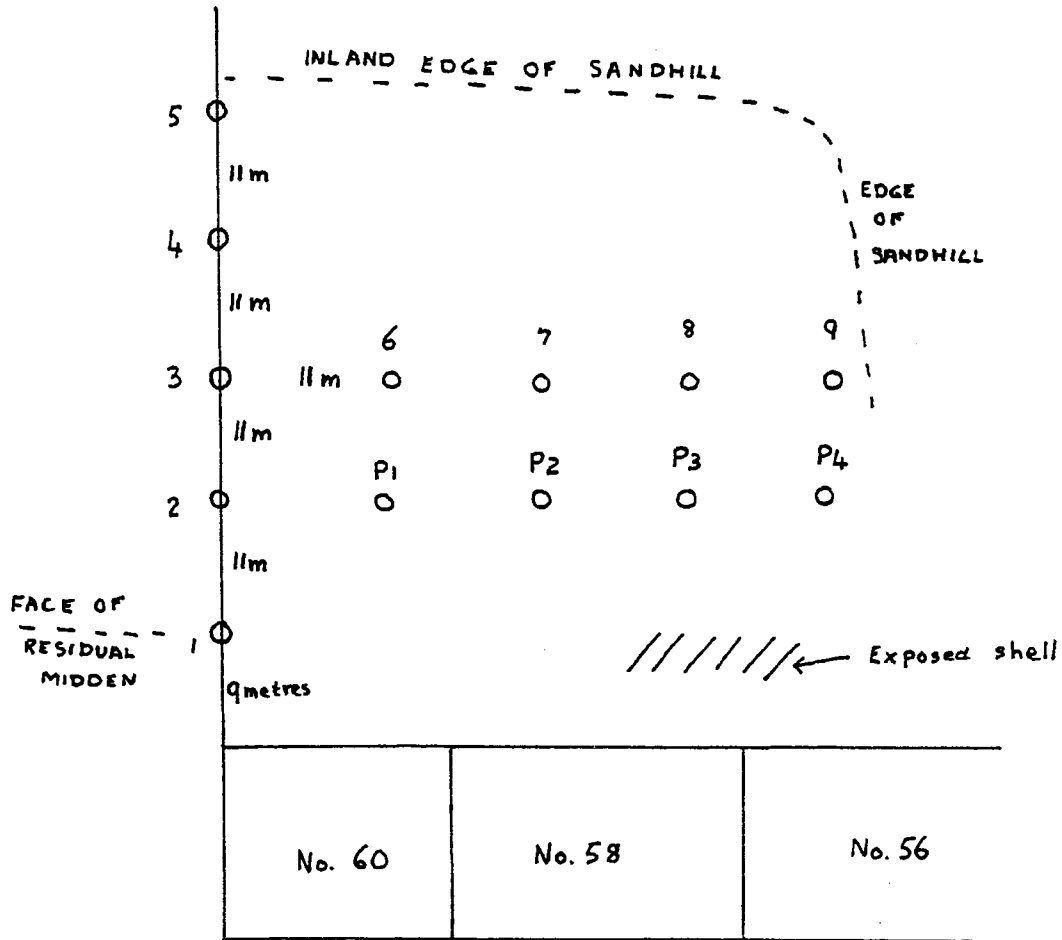 INLAND EDGE OF SANDHILL
5
11m
EDGE
OF
SANDHILL
4
11m
6 7 8 9
3 11m
11m
P1 P2 P3 P4
2
11m
FACE OF
RESIDUAL
MIDDEN
1
Exposed shell
9metres
No. 60 No. 58 No. 56